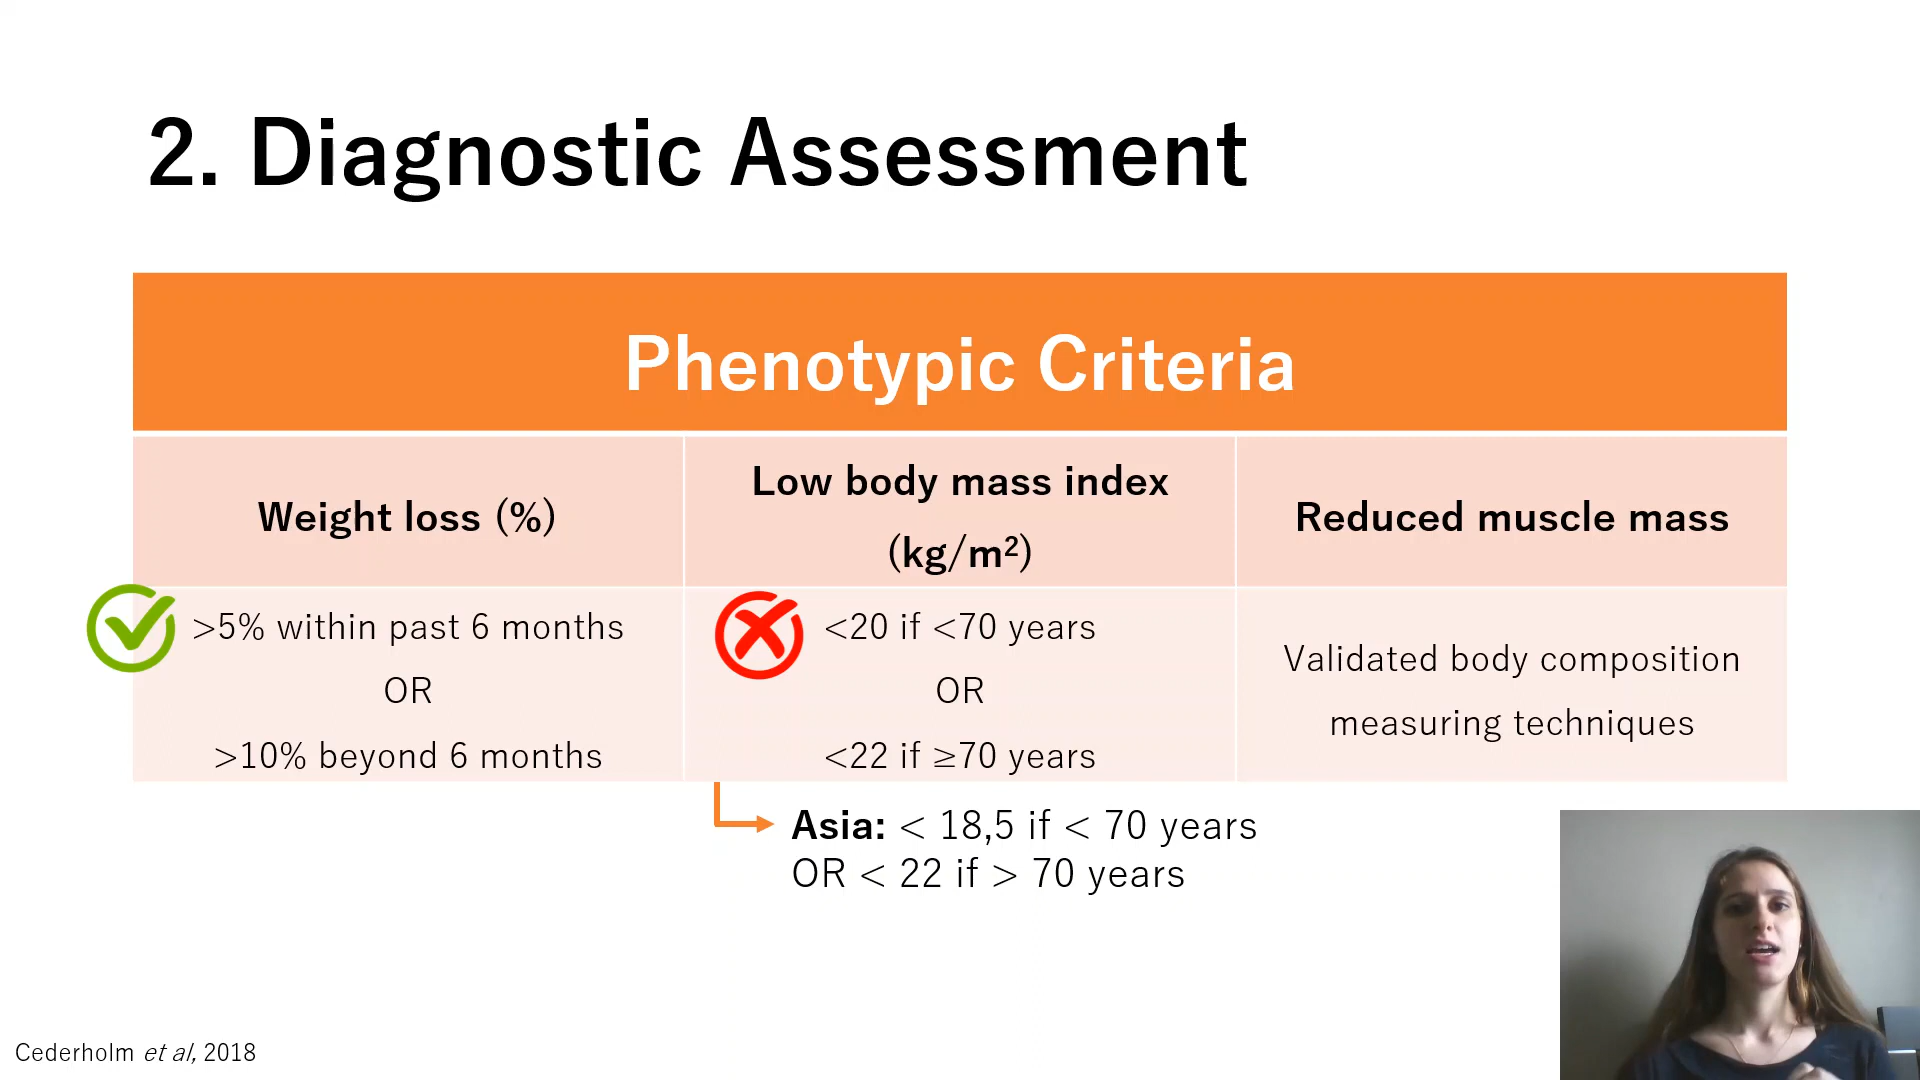 2. Diagnostic Assessment
Phenotypic Criteria
Weight loss (%)
Low body mass index
(kg/m²)
Reduced muscle mass
>5% within past 6 months
OR
>10% beyond 6 months
<20 if <70 years
OR
<22 if ≥70 years
Validated body composition
measuring techniques
Asia: < 18,5 if < 70 years
OR < 22 if > 70 years
Cederholm et al, 2018